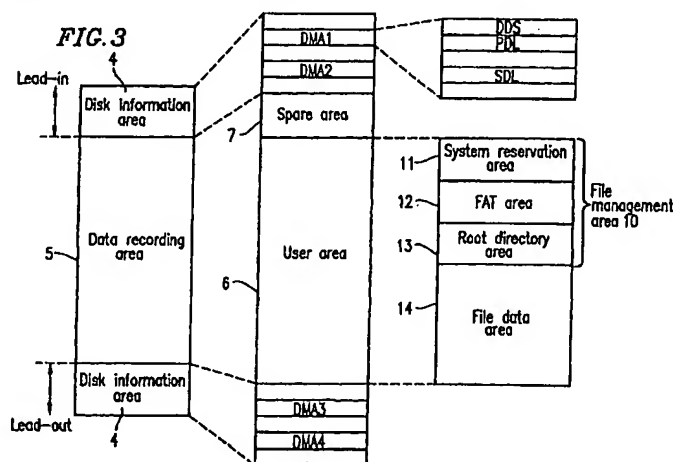 FIG. 3
Lead-in
4
Disk information
area
5
Data recording
area
Disk information
area
4
Lead-out
DMA1
DMA2
7
Spare area
6
User area
DMA3
DMA4
DDS
PDL
SDL
11
System reservation
area
12
FAT area
13
Root directory
area
File
management
area 10
14
File data
area